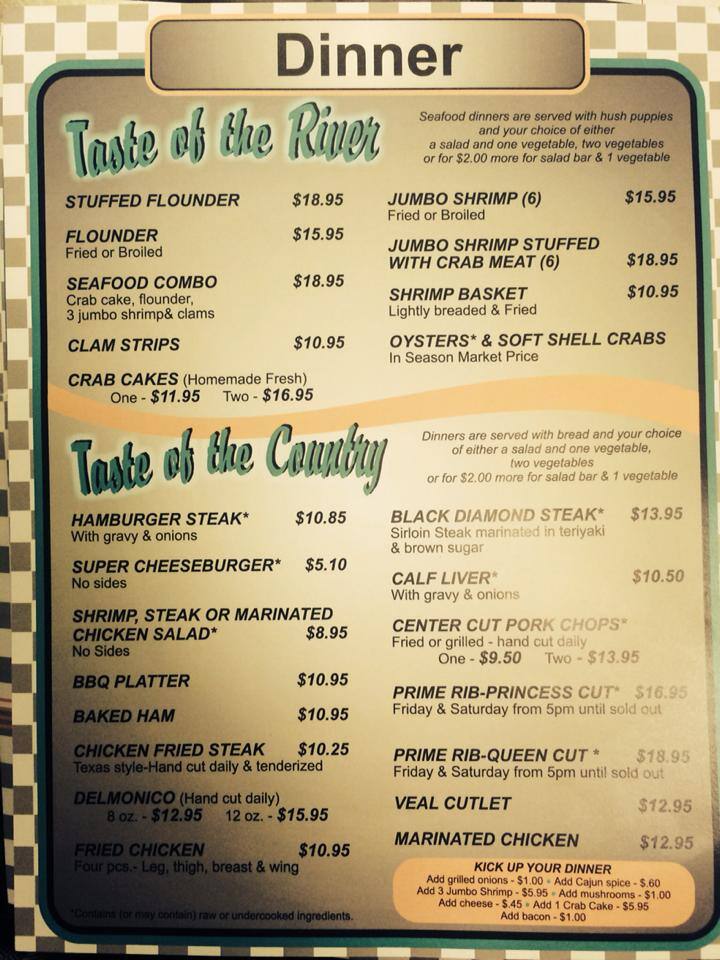 Dinner
Taste of the River
Seafood dinners are served with hush puppies
and your choice of either
a salad and one vegetable, two vegetables
or for $2.00 more for salad bar & 1 vegetable
STUFFED FLOUNDER $18.95
FLOUNDER $15.95
Fried or Broiled
SEAFOOD COMBO $18.95
Crab cake, flounder,
3 jumbo shrimp& clams
CLAM STRIPS $10.95
CRAB CAKES (Homemade Fresh)
One - $11.95 Two - $16.95
JUMBO SHRIMP (6) $15.95
Fried or Broiled
JUMBO SHRIMP STUFFED
WITH CRAB MEAT (6) $18.95
SHRIMP BASKET $10.95
Lightly breaded & Fried
OYSTERS* & SOFT SHELL CRABS
In Season Market Price
Taste of the Country
Dinners are served with bread and your choice
of either a salad and one vegetable,
two vegetables
or for $2.00 more for salad bar & 1 vegetable
HAMBURGER STEAK* $10.85
With gravy & onions
SUPER CHEESEBURGER* $5.10
No sides
SHRIMP, STEAK OR MARINATED
CHICKEN SALAD* $8.95
No Sides
BBQ PLATTER $10.95
BAKED HAM $10.95
CHICKEN FRIED STEAK $10.25
Texas style-Hand cut daily & tenderized
DELMONICO (Hand cut daily)
8 oz. - $12.95 12 oz. - $15.95
FRIED CHICKEN $10.95
Four pcs.- Leg, thigh, breast & wing
*Contains (or may contain) raw or undercooked ingredients.
BLACK DIAMOND STEAK* $13.95
Sirloin Steak marinated in teriyaki
& brown sugar
CALF LIVER* $10.50
With gravy & onions
CENTER CUT PORK CHOPS*
Fried or grilled - hand cut daily
One - $9.50 Two - $13.95
PRIME RIB-PRINCESS CUT* $16.95
Friday & Saturday from 5pm until sold out
PRIME RIB-QUEEN CUT * $18.95
Friday & Saturday from 5pm until sold out
VEAL CUTLET $12.95
MARINATED CHICKEN $12.95
KICK UP YOUR DINNER
Add grilled onions - $1.00 • Add Cajun spice - $.60
Add 3 Jumbo Shrimp - $5.95 • Add mushrooms - $1.00
Add cheese - $.45 • Add 1 Crab Cake - $5.95
Add bacon - $1.00